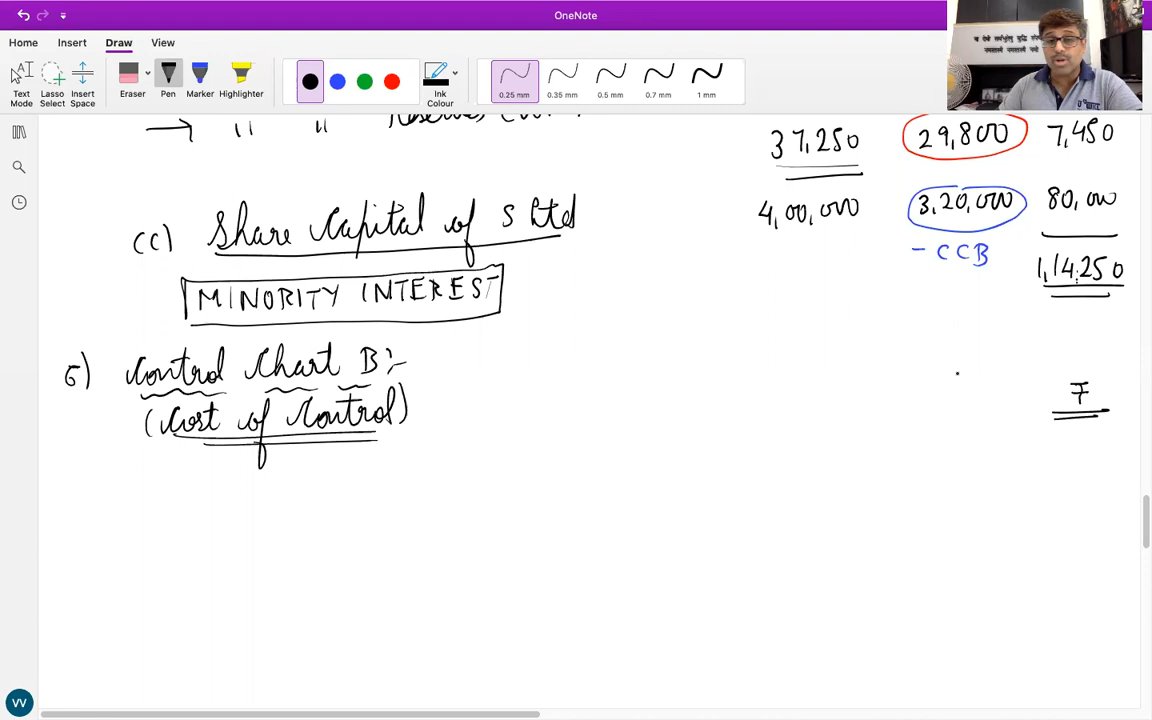 OneNote
Home Insert Draw View
Text Mode
Lasso Select
Insert Space
Eraser
Pen
Marker
Highlighter
Ink Colour
0.25 mm
0.35 mm
0.5 mm
0.7 mm
1 mm
→ " " Reserves
37,250 29,800 7,450
(cc) Share Capital of S Ltd 4,00,000 3,20,000 80,000
- CCB 1,14,250
MINORITY INTEREST
5) Control Chart B:-
(Cost of Control)
₹
VV